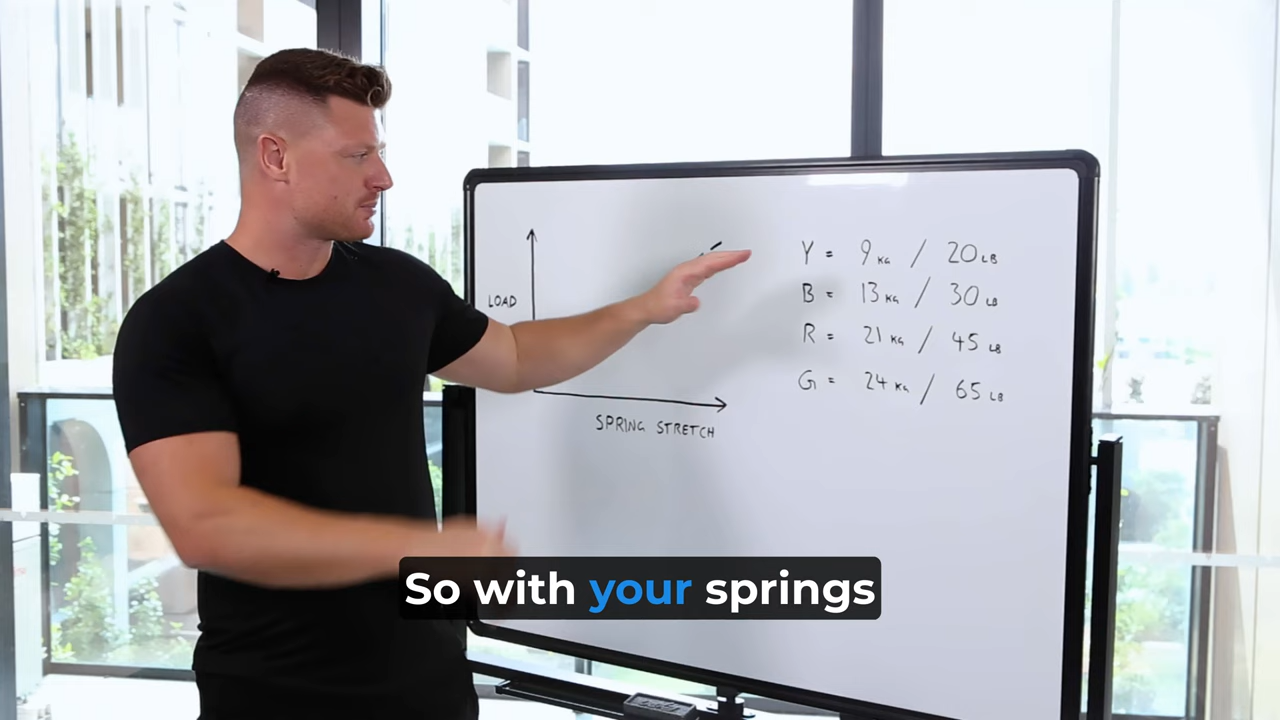 LOAD
SPRING STRETCH
Y = 9 KG / 20 LB
B = 13 KG / 30 LB
R = 21 KG / 45 LB
G = 24 KG / 65 LB
So with your springs